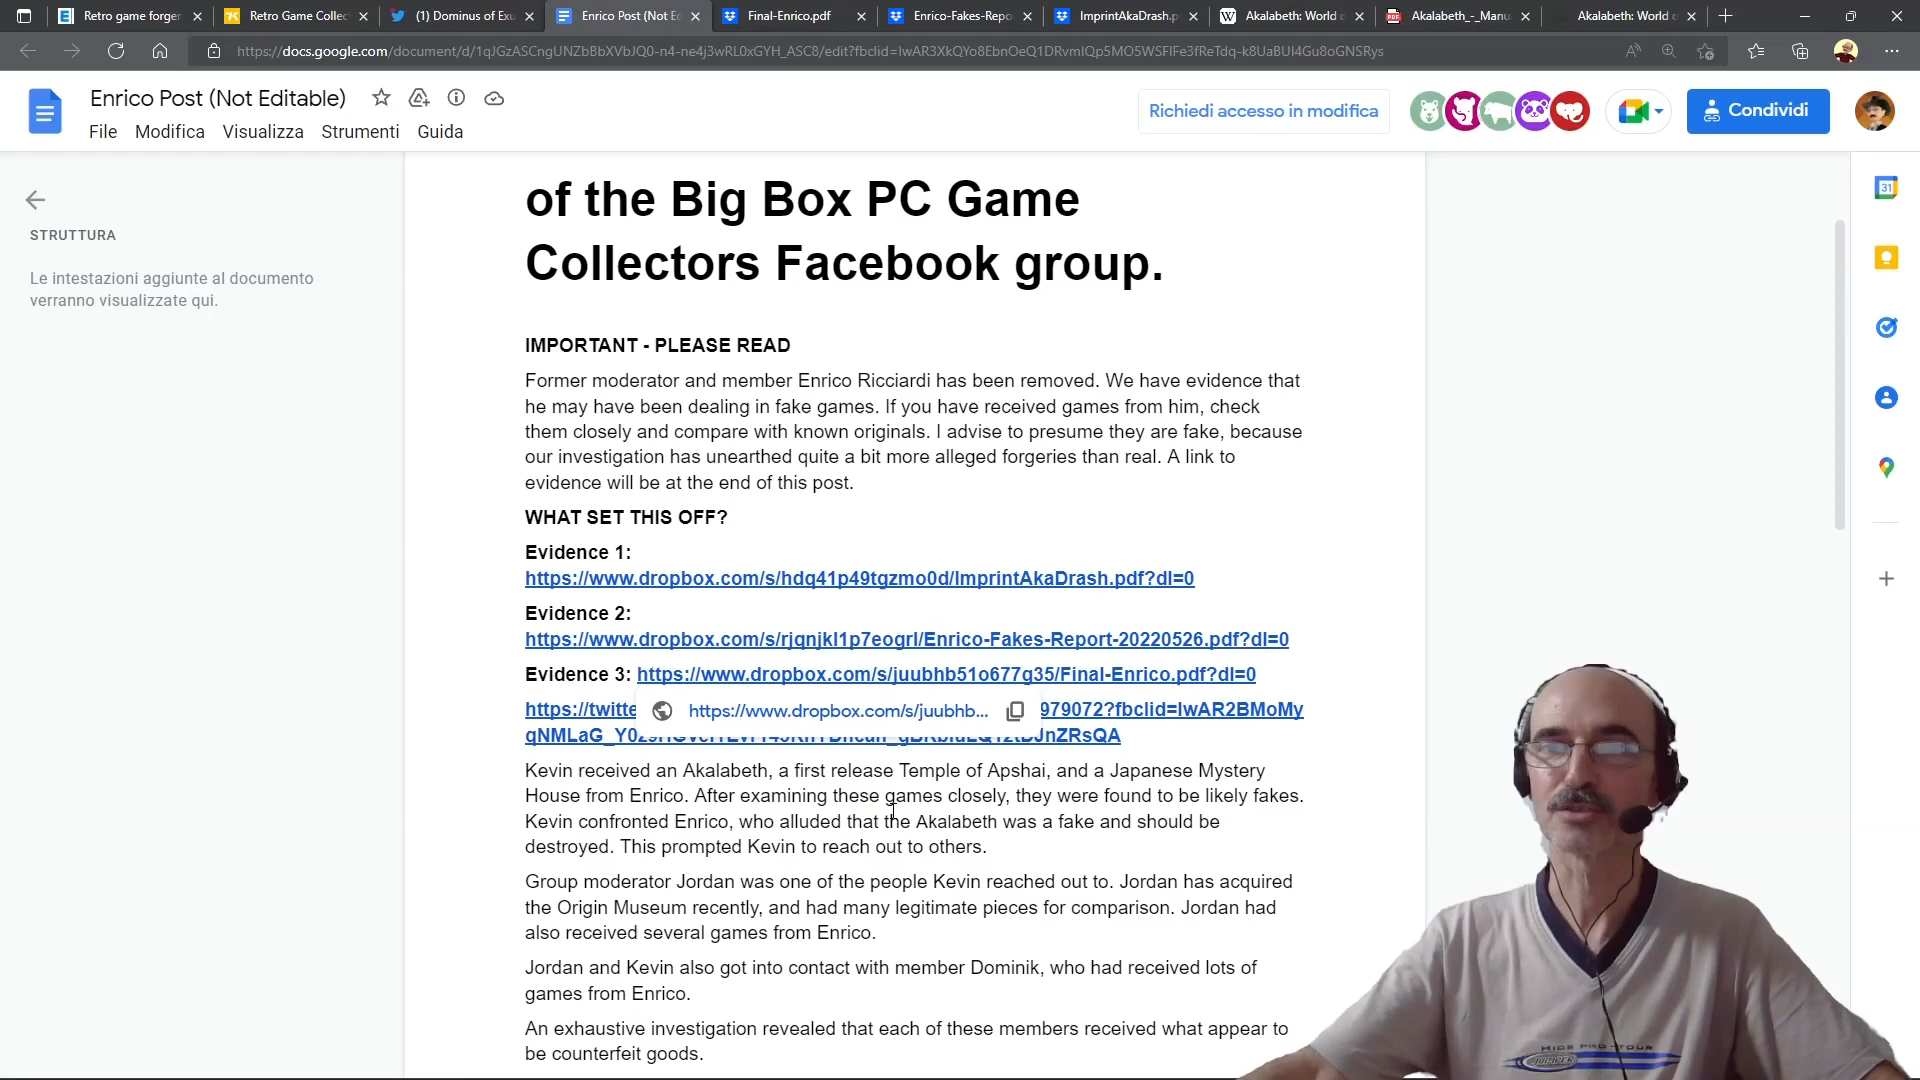 Retro game forger
Retro Game Collec
(1) Dominus of Exu
Enrico Post (Not Ec
Final-Enrico.pdf
Enrico-Fakes-Repo
ImprintAkaDrash.p
Akalabeth: World o
Akalabeth_-_Manu
Akalabeth: World o
https://docs.google.com/document/d/1qJGzASCngUNZbBbXVbJQ0-n4-ne4j3wRL0xGYH_ASC8/edit?fbclid=IwAR3XkQYo8EbnOeQ1DRvmlQp5MO5WSFlFe3fReTdq-k8UaBUI4Gu8oGNSRys
Enrico Post (Not Editable)
File Modifica Visualizza Strumenti Guida
Richiedi accesso in modifica
Condividi
STRUTTURA
Le intestazioni aggiunte al documento
verranno visualizzate qui.
31
of the Big Box PC Game
Collectors Facebook group.
IMPORTANT - PLEASE READ
Former moderator and member Enrico Ricciardi has been removed. We have evidence that
he may have been dealing in fake games. If you have received games from him, check
them closely and compare with known originals. I advise to presume they are fake, because
our investigation has unearthed quite a bit more alleged forgeries than real. A link to
evidence will be at the end of this post.
WHAT SET THIS OFF?
Evidence 1:
https://www.dropbox.com/s/hdq41p49tgzmo0d/ImprintAkaDrash.pdf?dl=0
Evidence 2:
https://www.dropbox.com/s/rjqnjkl1p7eogrl/Enrico-Fakes-Report-20220526.pdf?dl=0
Evidence 3: https://www.dropbox.com/s/juubhb51o677g35/Final-Enrico.pdf?dl=0
https://twitte
https://www.dropbox.com/s/juubhb...
979072?fbclid=IwAR2BMoMy
Kevin received an Akalabeth, a first release Temple of Apshai, and a Japanese Mystery
House from Enrico. After examining these games closely, they were found to be likely fakes.
Kevin confronted Enrico, who alluded that the Akalabeth was a fake and should be
destroyed. This prompted Kevin to reach out to others.
Group moderator Jordan was one of the people Kevin reached out to. Jordan has acquired
the Origin Museum recently, and had many legitimate pieces for comparison. Jordan had
also received several games from Enrico.
Jordan and Kevin also got into contact with member Dominik, who had received lots of
games from Enrico.
An exhaustive investigation revealed that each of these members received what appear to
be counterfeit goods.